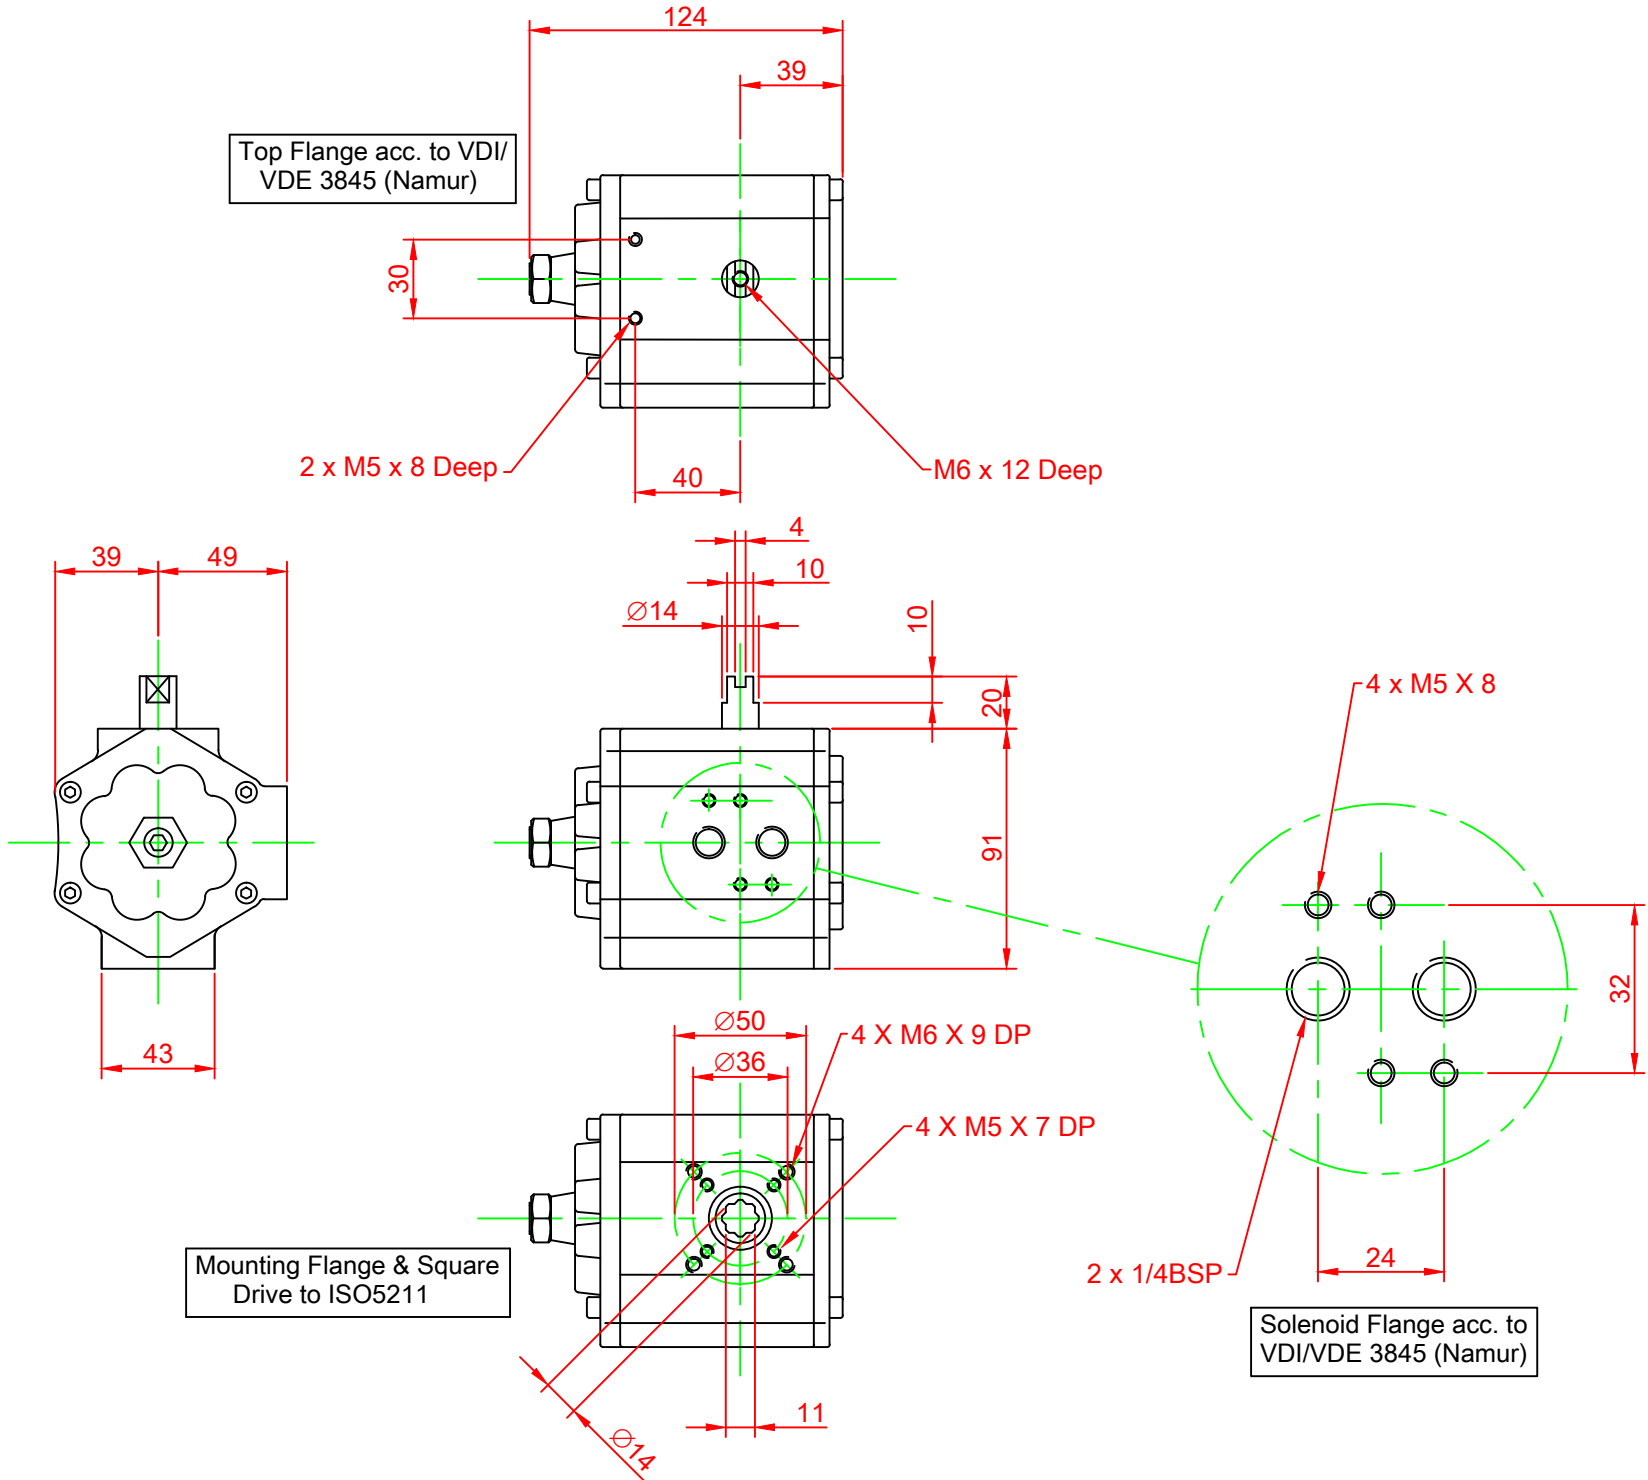 124
39
Top Flange acc. to VDI/
VDE 3845 (Namur)
30
2 x M5 x 8 Deep
40
M6 x 12 Deep
4
39
49
10
∅14
10
20
4 x M5 X 8
91
32
43
∅50
4 X M6 X 9 DP
∅36
4 X M5 X 7 DP
Mounting Flange & Square
Drive to ISO5211
24
2 x 1/4BSP
Solenoid Flange acc. to
VDI/VDE 3845 (Namur)
11
∅14